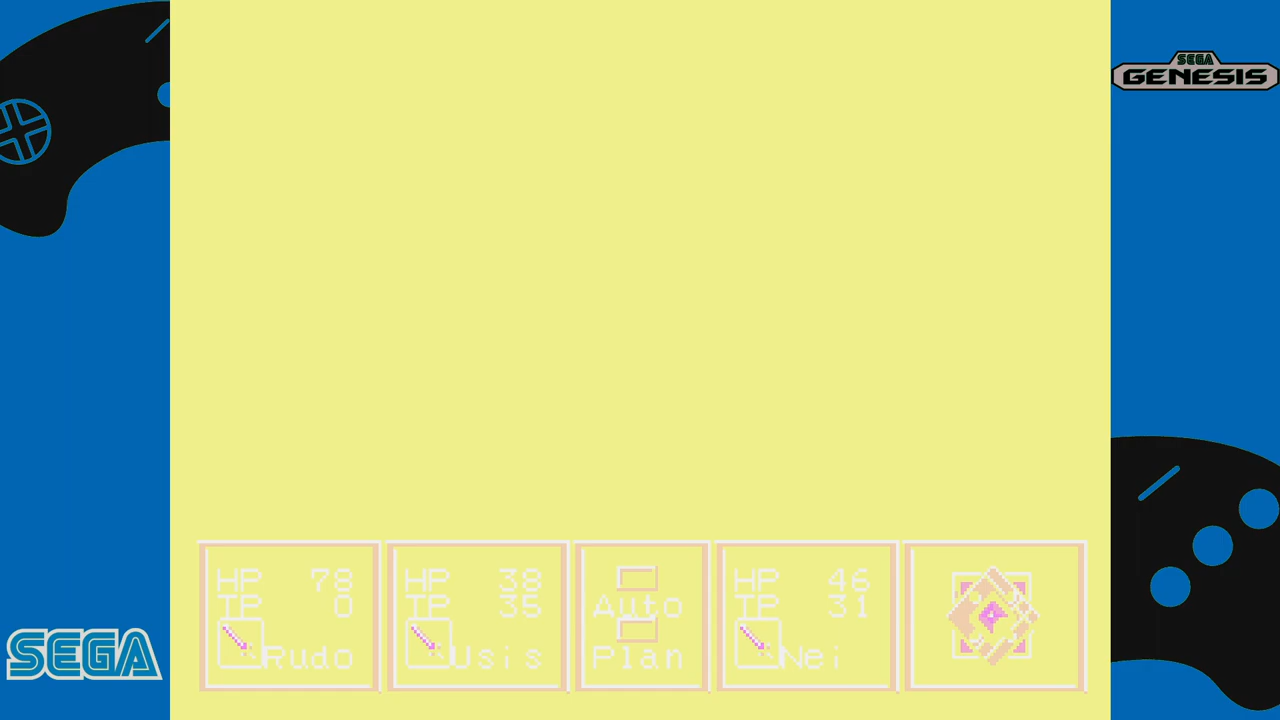 SEGA
GENESIS
HP 78
TP 0
Rudo
HP 38
TP 35
Usis
Auto
Plan
HP 46
TP 31
Nei
SEGA